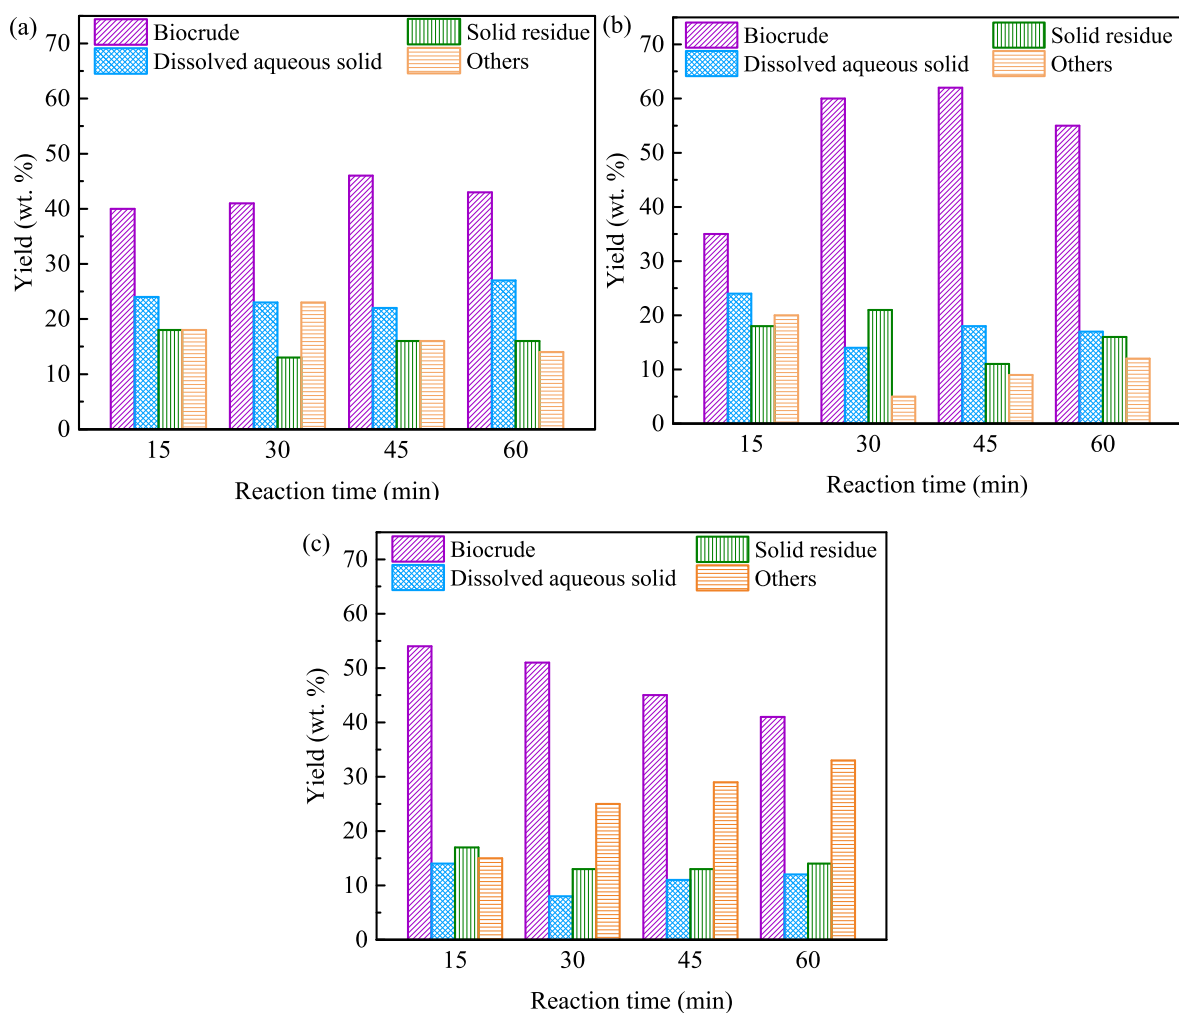 (a)
Biocrude
Solid residue
Dissolved aqueous solid
Others
70
60
50
40
30
20
10
0
Yield (wt. %)
15 30 45 60
Reaction time (min)
(b)
Biocrude
Solid residue
Dissolved aqueous solid
Others
70
60
50
40
30
20
10
0
Yield (wt. %)
15 30 45 60
Reaction time (min)
(c)
Biocrude
Solid residue
Dissolved aqueous solid
Others
70
60
50
40
30
20
10
0
Yield (wt. %)
15 30 45 60
Reaction time (min)